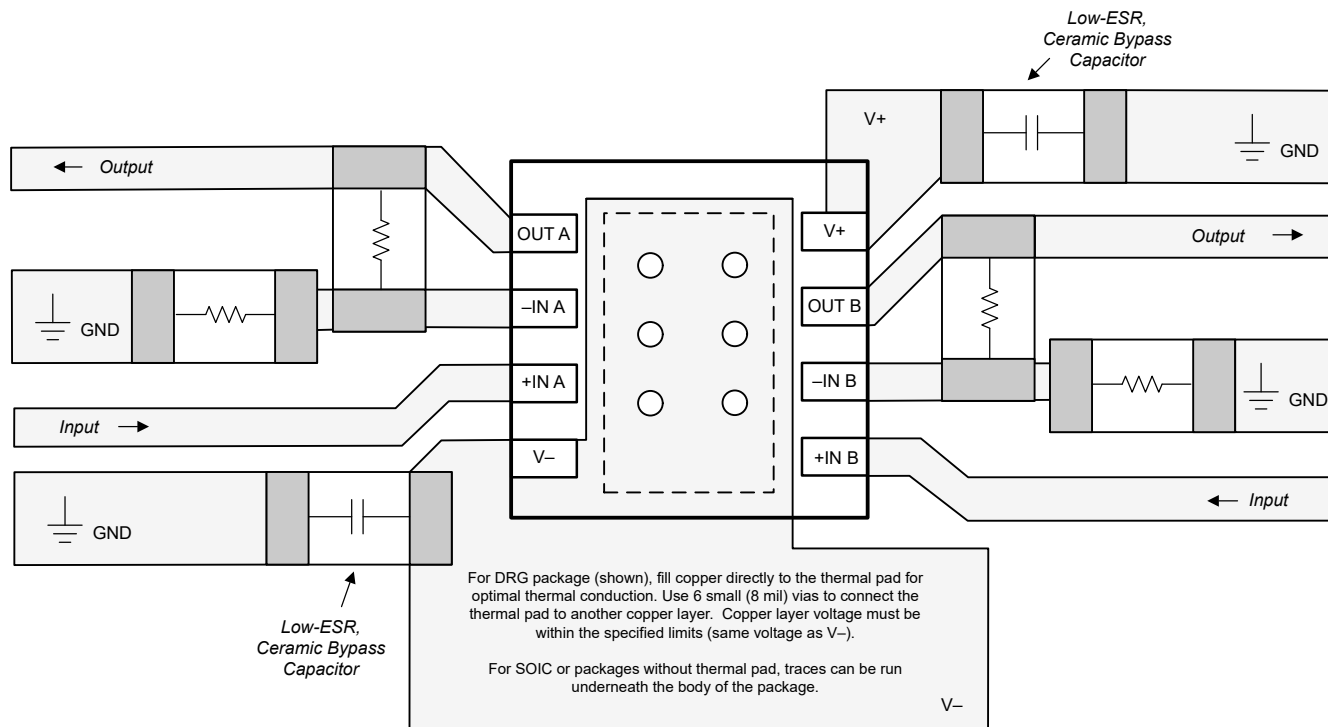 Low-ESR,
Ceramic Bypass
Capacitor
V+
GND
Output
OUT A
V+
Output
–IN A
OUT B
GND
+IN A
–IN B
GND
Input
V–
+IN B
Input
GND
For DRG package (shown), fill copper directly to the thermal pad for
optimal thermal conduction. Use 6 small (8 mil) vias to connect the
thermal pad to another copper layer.  Copper layer voltage must be
within the specified limits (same voltage as V–).
For SOIC or packages without thermal pad, traces can be run
underneath the body of the package.
Low-ESR,
Ceramic Bypass
Capacitor
V–